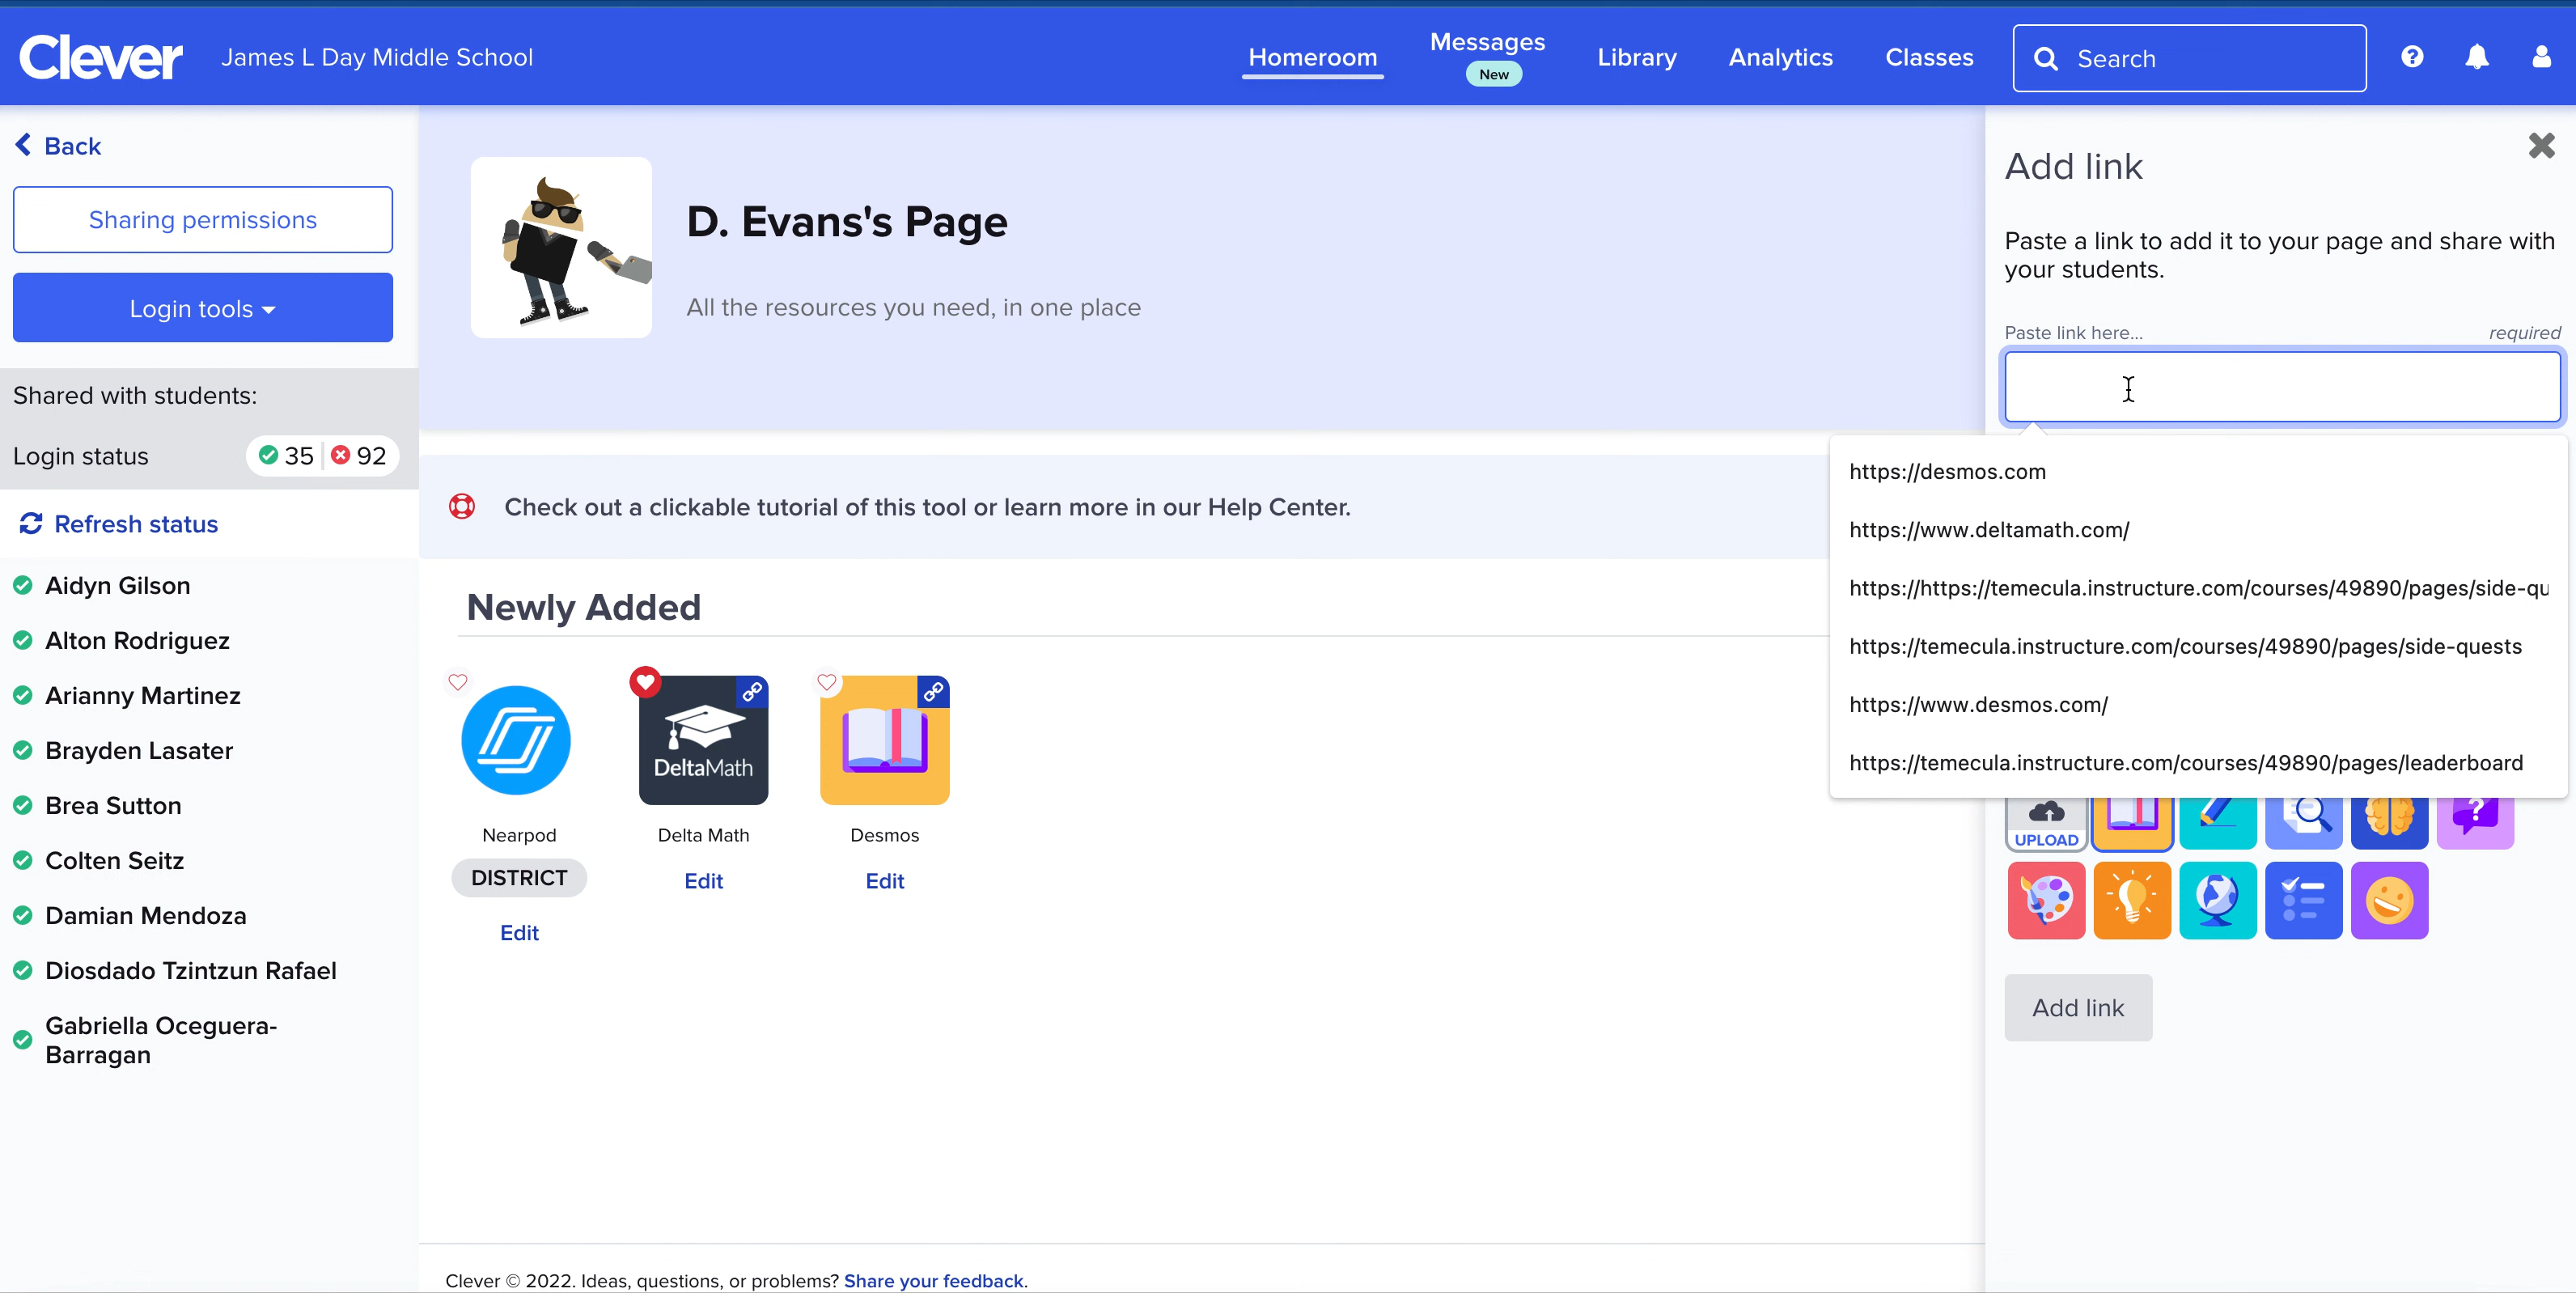 Clever
James L Day Middle School
Homeroom
Messages
New
Library
Analytics
Classes
Search
Back
Sharing permissions
Login tools
Shared with students:
Login status
35
92
Refresh status
Aidyn Gilson
Alton Rodriguez
Arianny Martinez
Brayden Lasater
Brea Sutton
Colten Seitz
Damian Mendoza
Diosdado Tzintzun Rafael
Gabriella Oceguera-
Barragan
D. Evans's Page
All the resources you need, in one place
Check out a clickable tutorial of this tool or learn more in our Help Center.
Newly Added
DeltaMath
Nearpod
DISTRICT
Edit
Delta Math
Edit
Desmos
Edit
Clever © 2022. Ideas, questions, or problems? Share your feedback.
Add link
Paste a link to add it to your page and share with
your students.
Paste link here...
required
https://desmos.com
https://www.deltamath.com/
https://https://temecula.instructure.com/courses/49890/pages/side-qu
https://temecula.instructure.com/courses/49890/pages/side-quests
https://www.desmos.com/
https://temecula.instructure.com/courses/49890/pages/leaderboard
UPLOAD
Add link